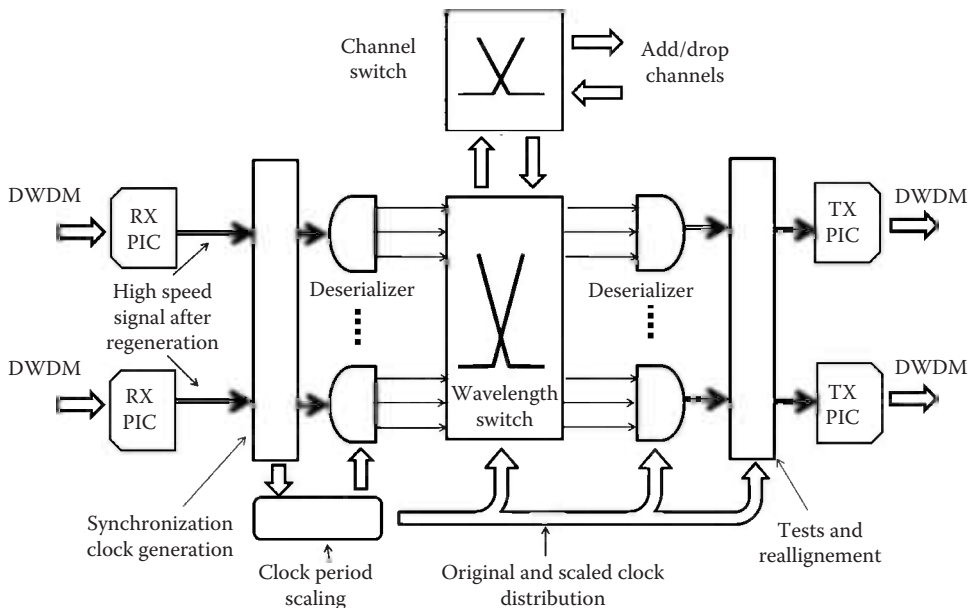 Channel
switch
Add/drop
channels
DWDM
RX
PIC
TX
PIC
DWDM
Deserializer
Deserializer
High speed
signal after
regeneration
DWDM
RX
PIC
Wavelength
switch
TX
PIC
DWDM
Synchronization
clock generation
Clock period
scaling
Original and scaled clock
distribution
Tests and
reallignement